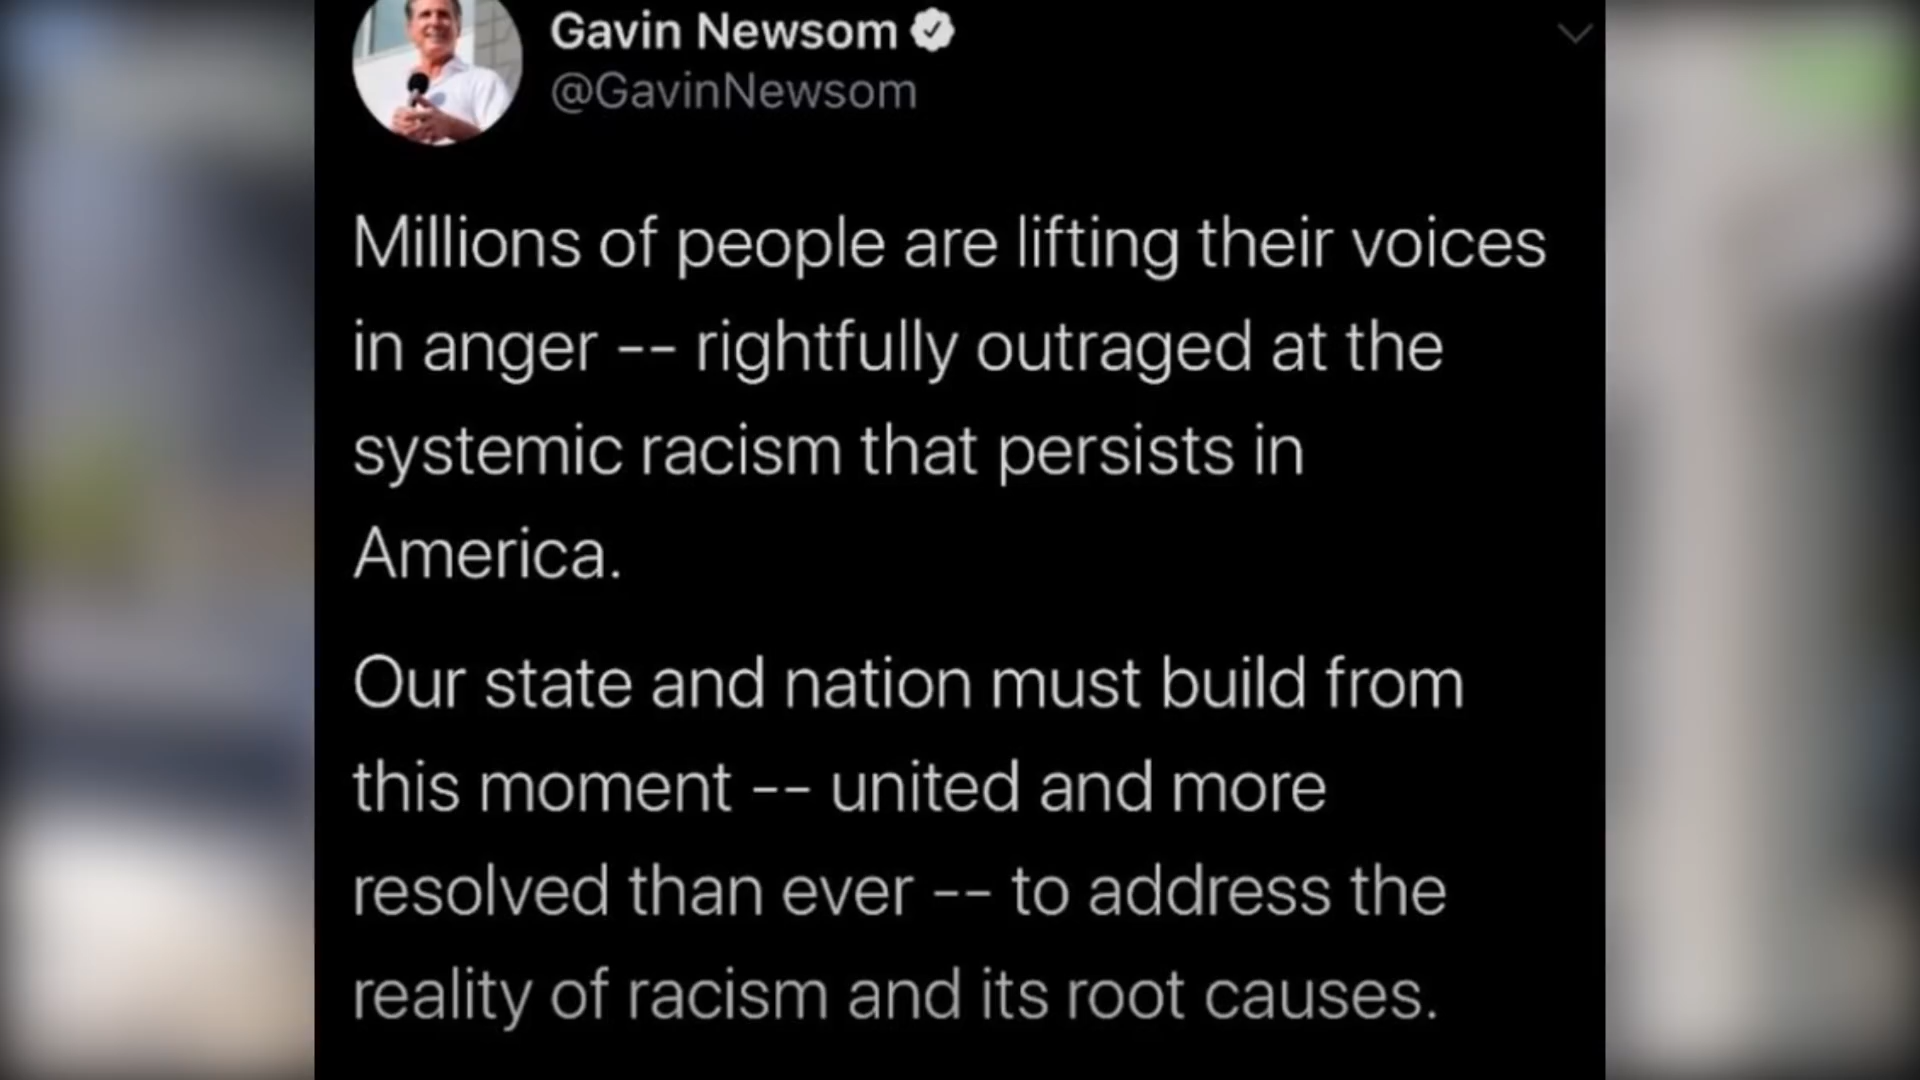 Gavin Newsom
@GavinNewsom
Millions of people are lifting their voices
in anger -- rightfully outraged at the
systemic racism that persists in
America.
Our state and nation must build from
this moment -- united and more
resolved than ever -- to address the
reality of racism and its root causes.